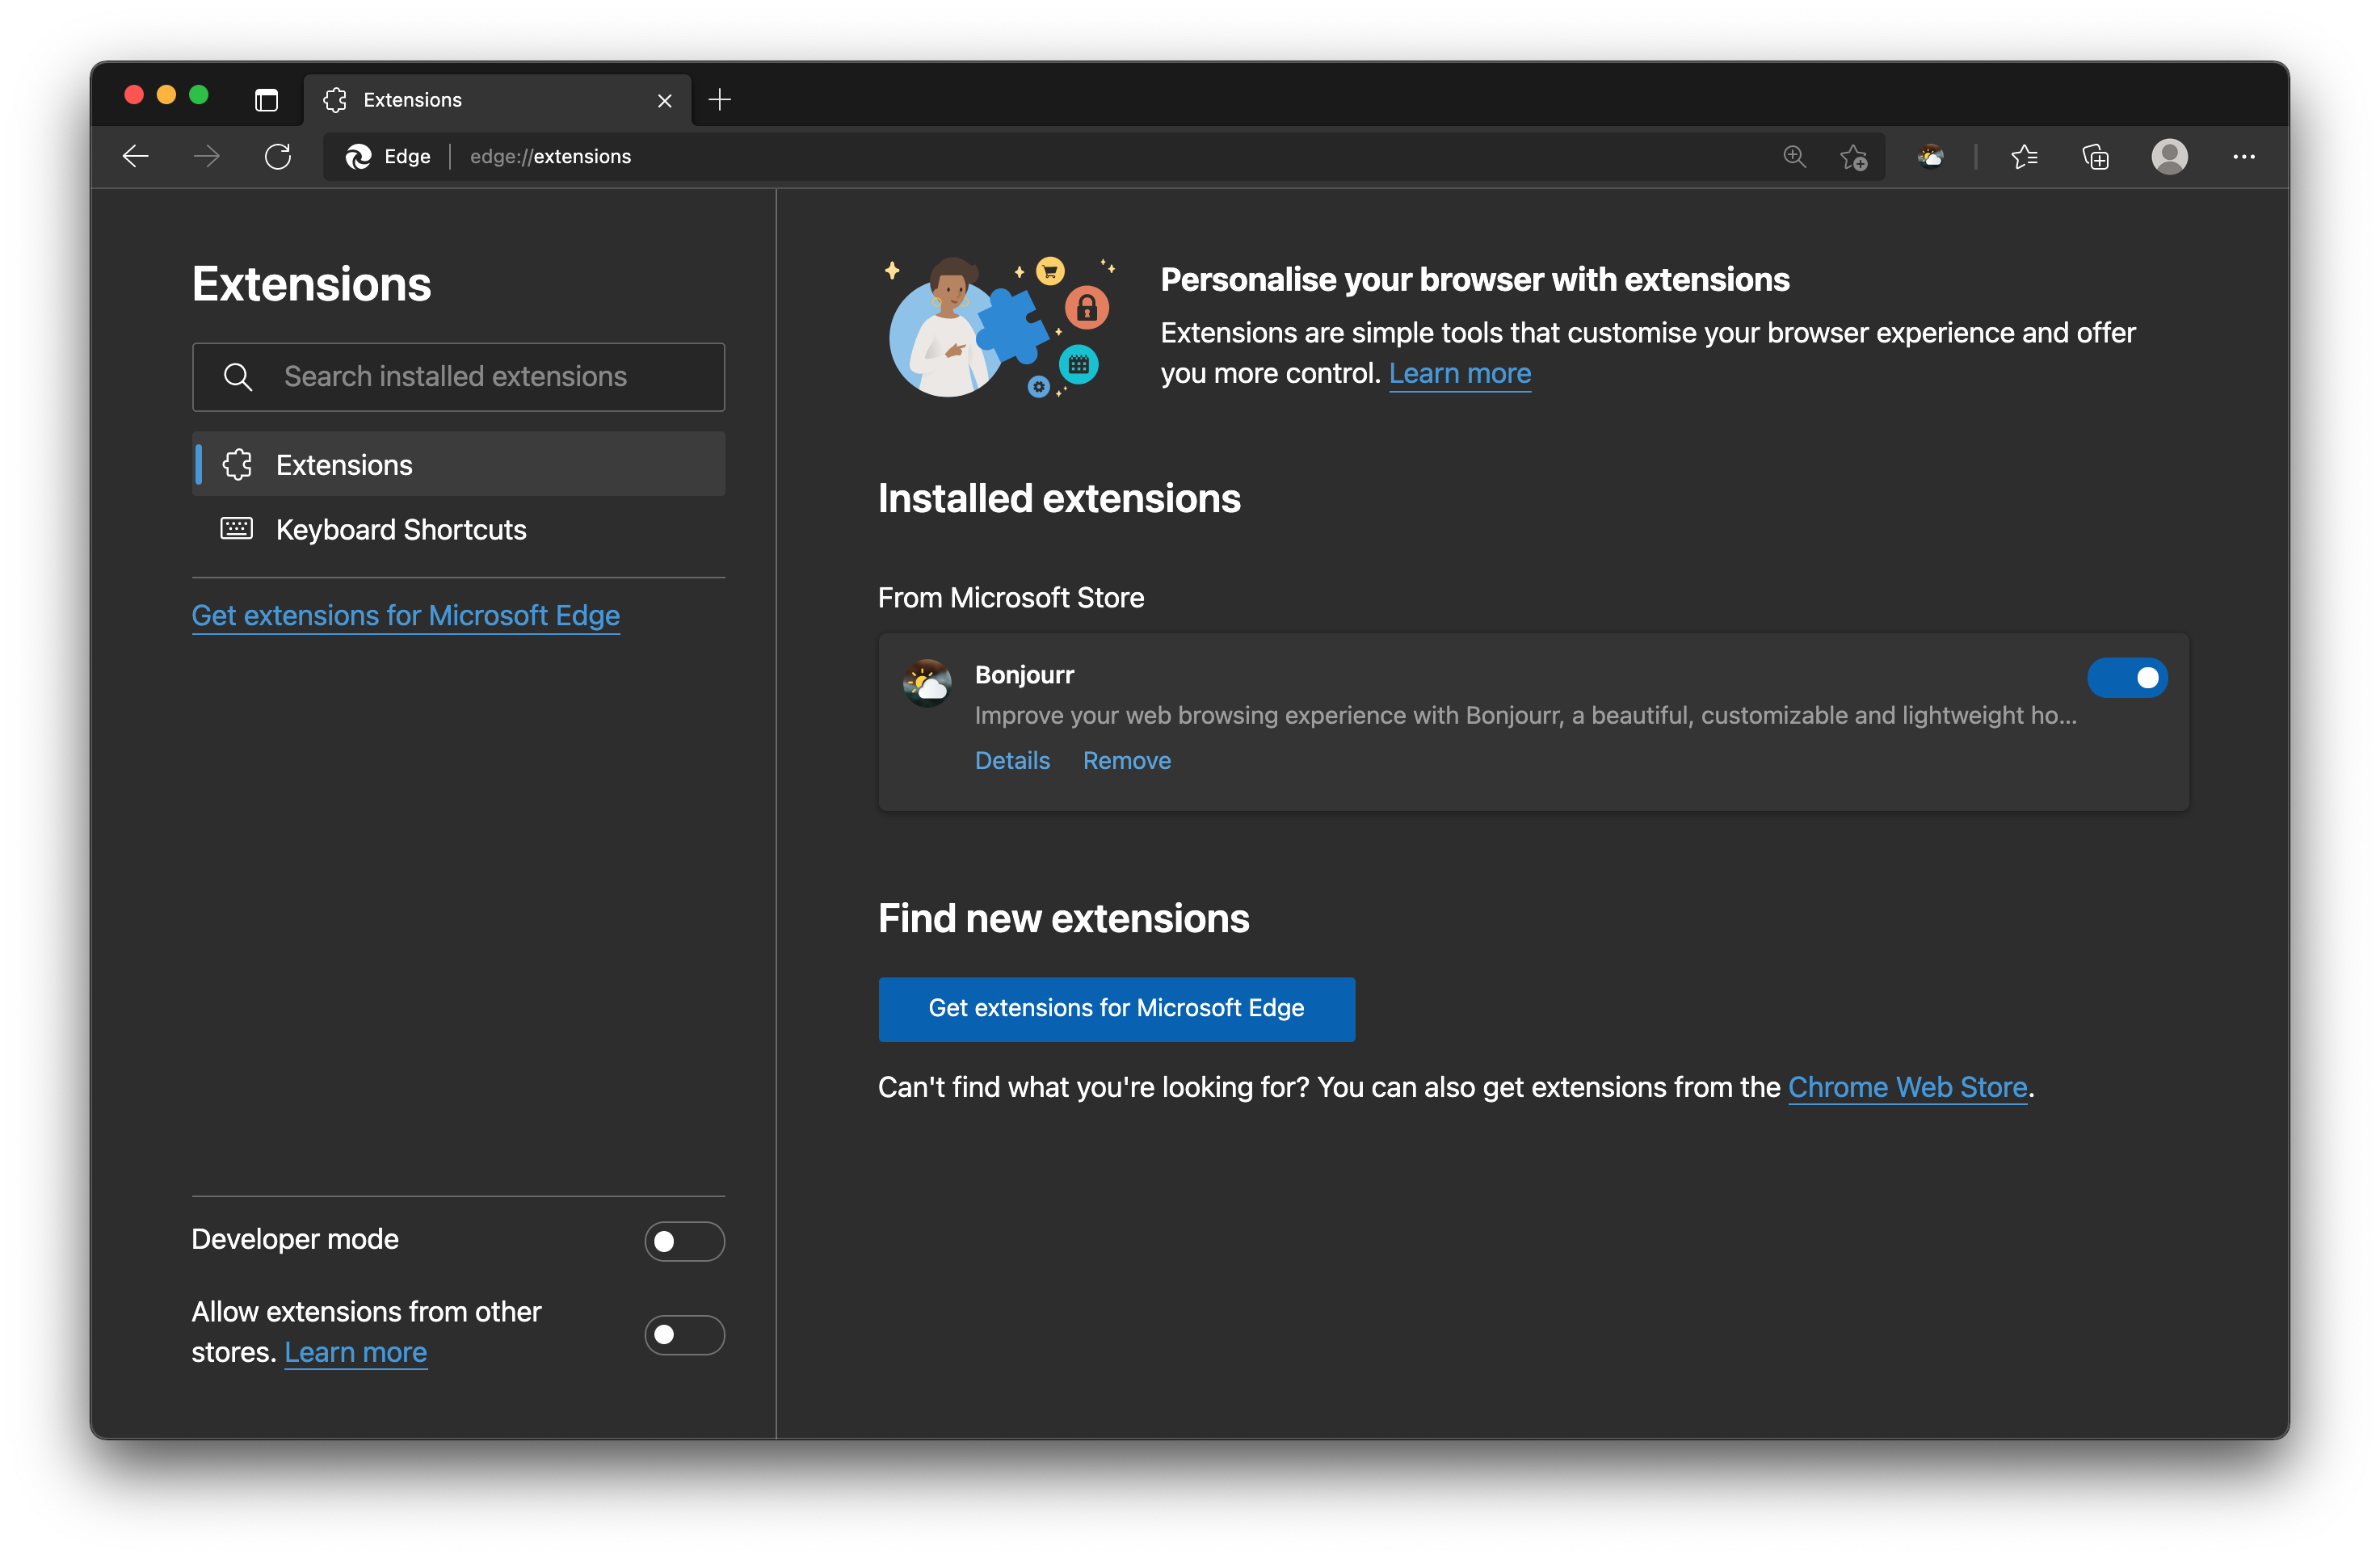 Extensions
Edge
edge://extensions
Extensions
Search installed extensions
Extensions
Keyboard Shortcuts
Get extensions for Microsoft Edge
Developer mode
Allow extensions from other
stores. Learn more
Personalise your browser with extensions
Extensions are simple tools that customise your browser experience and offer
you more control. Learn more
Installed extensions
From Microsoft Store
Bonjourr
Improve your web browsing experience with Bonjourr, a beautiful, customizable and lightweight ho...
Details Remove
Find new extensions
Get extensions for Microsoft Edge
Can't find what you're looking for? You can also get extensions from the Chrome Web Store.